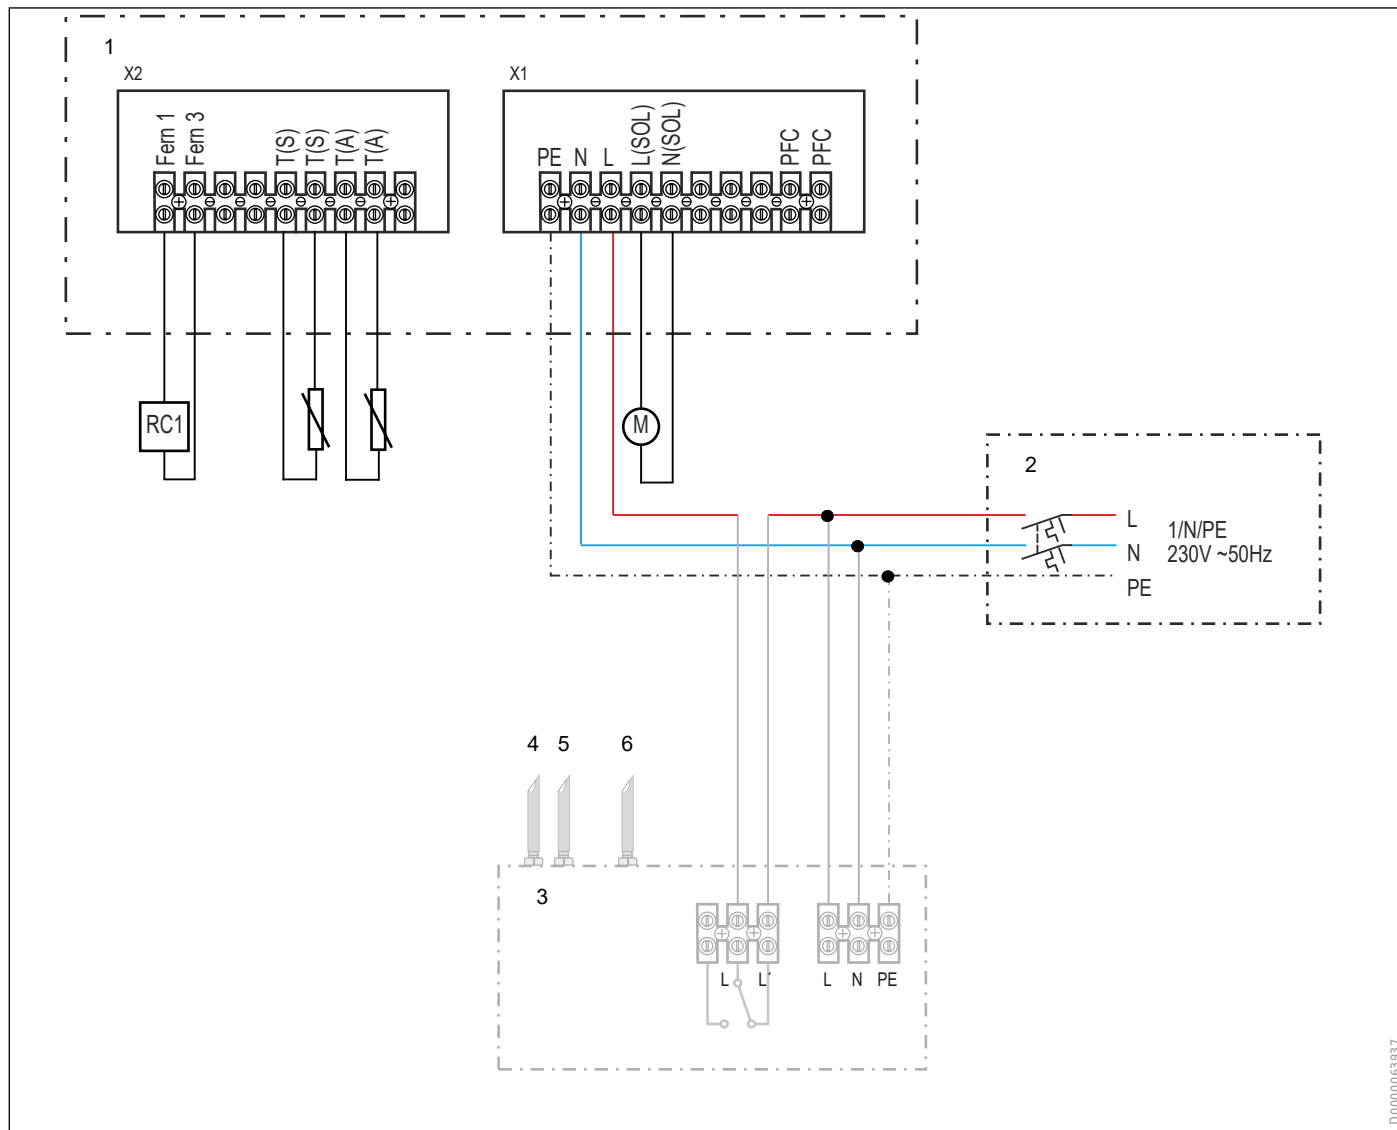 1
X2
X1
Fern 1
Fern 3
T(S)
T(S)
T(A)
T(A)
PE
N
L
L(SOL)
N(SOL)
PFC
PFC
RC1
M
2
L
N
PE
1/N/PE
230V ~50Hz
4
5
6
3
L
L´
L
N
PE
D0000063937